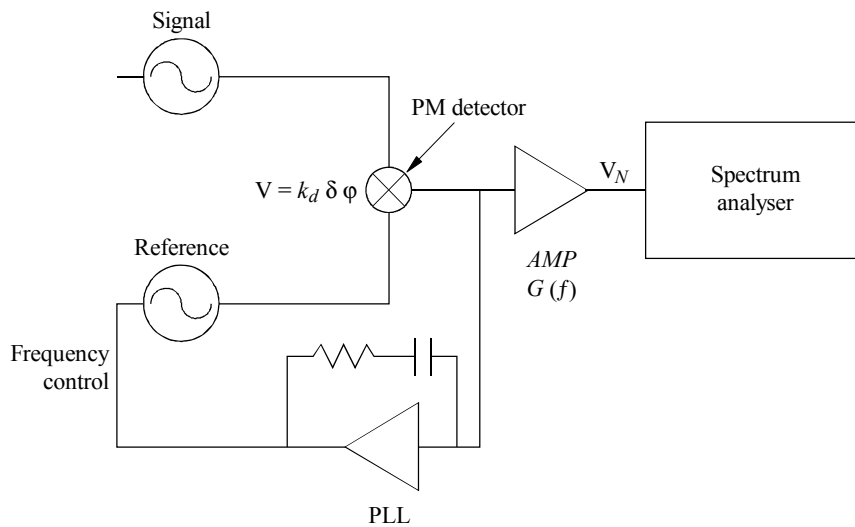 Signal
PM detector
V = k_d δ φ
V_N
Spectrum
analyser
Reference
AMP
G (f)
Frequency
control
PLL